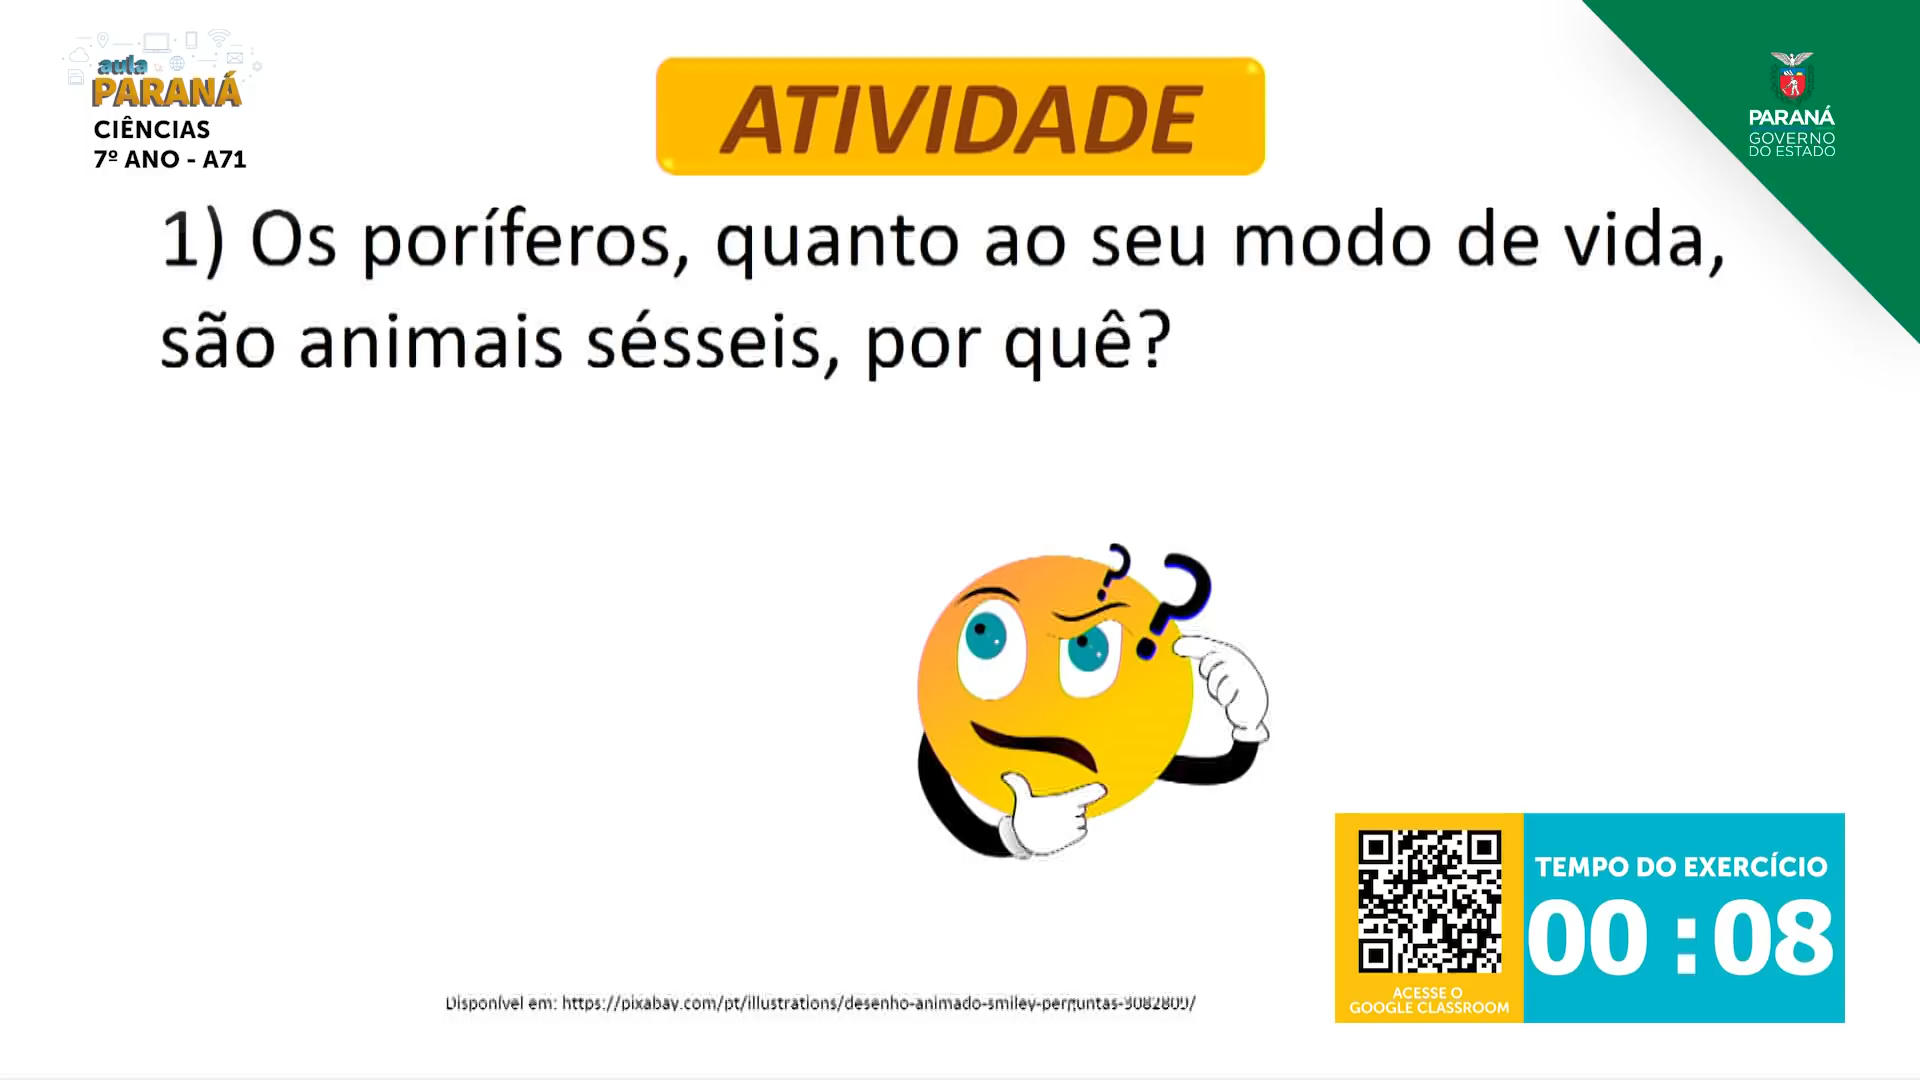 aula
PARANÁ
CIÊNCIAS
7º ANO - A71
ATIVIDADE
PARANÁ
GOVERNO
DO ESTADO
1) Os poríferos, quanto ao seu modo de vida,
são animais sésseis, por quê?
? ?
TEMPO DO EXERCÍCIO
00 : 08
ACESSE O
GOOGLE CLASSROOM
Disponível em: https://pixabay.com/pt/illustrations/desenho-animado-smiley-perguntas-3082809/